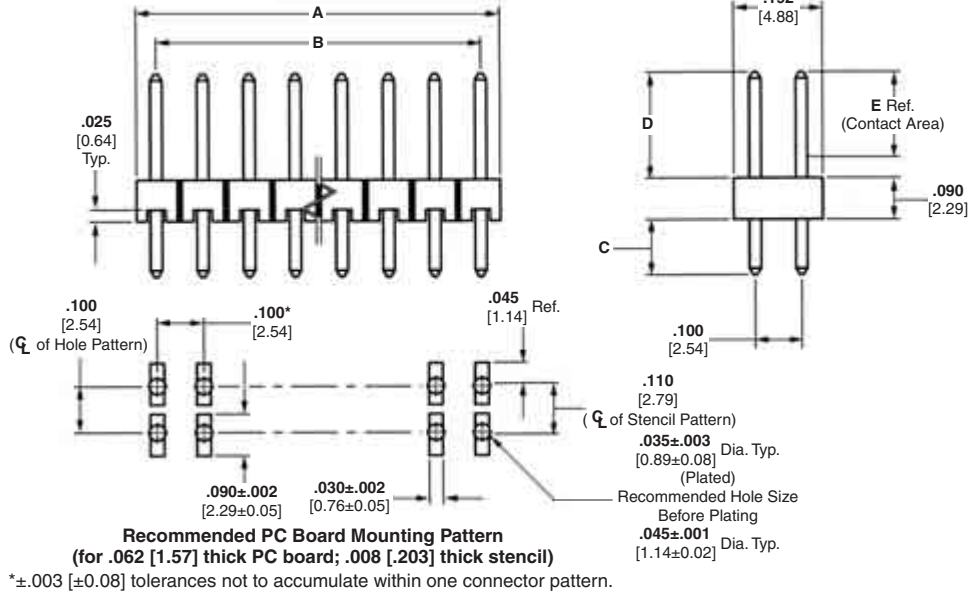 A
B
.025
[0.64]
Typ.
[4.88]
D
E Ref.
(Contact Area)
.090
[2.29]
C
.100
[2.54]
.100
[2.54]
(℄ of Hole Pattern)
.100*
[2.54]
.045
[1.14] Ref.
.110
[2.79]
(℄ of Stencil Pattern)
.035±.003
[0.89±0.08] Dia. Typ.
(Plated)
Recommended Hole Size
Before Plating
.045±.001
[1.14±0.02] Dia. Typ.
.090±.002
[2.29±0.05]
.030±.002
[0.76±0.05]
Recommended PC Board Mounting Pattern
(for .062 [1.57] thick PC board; .008 [.203] thick stencil)
*±.003 [±0.08] tolerances not to accumulate within one connector pattern.